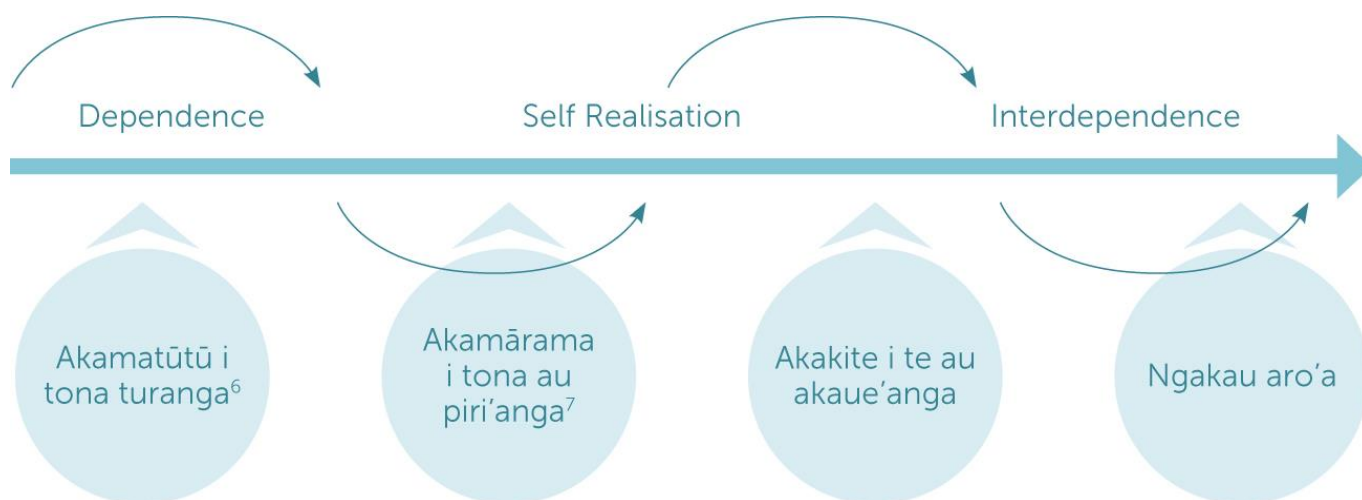 Dependence
Self Realisation
Interdependence
Akamatūtū i
tona turanga⁶
Akamārama
i tona au
piri'anga⁷
Akakite i te au
akaue'anga
Ngakau aro'a